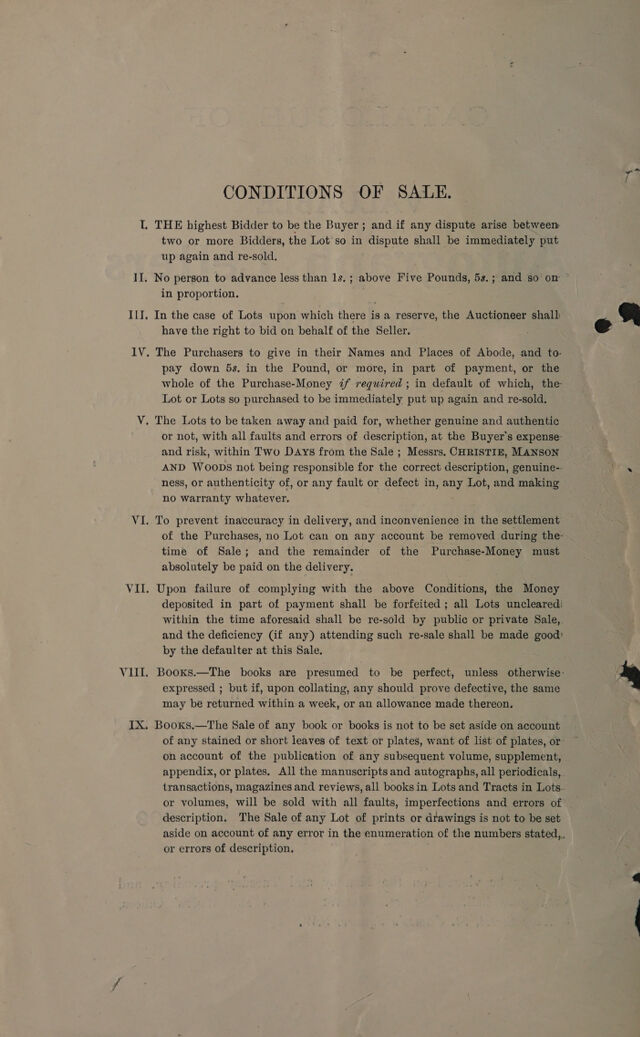 CATALOGUE OF
CONDITIONS OF SALE.
I. THE highest Bidder to be the Buyer ; and if any dispute arise between
two or more Bidders, the Lot so in dispute shall be immediately put
up again and re-sold.
II. No person to advance less than 1s. ; above Five Pounds, 5s. ; and so on
in proportion.
III. In the case of Lots upon which there is a reserve, the Auctioneer shall
have the right to bid on behalf of the Seller.
IV. The Purchasers to give in their Names and Places of Abode, and to
pay down 5s. in the Pound, or more, in part of payment, or the
whole of the Purchase-Money if required ; in default of which, the
Lot or Lots so purchased to be immediately put up again and re-sold.
V. The Lots to be taken away and paid for, whether genuine and authentic
or not, with all faults and errors of description, at the Buyer's expense
and risk, within Two Days from the Sale ; Messrs. Christie, Manson
and Woods not being responsible for the correct description, genuine-
ness, or authenticity of, or any fault or defect in, any Lot, and making
no warranty whatever.
VI. To prevent inaccuracy in delivery, and inconvenience in the settlement
of the Purchases, no Lot can on any account be removed during the
time of Sale ; and the remainder of the Purchase-Money must
absolutely be paid on the delivery.
VII. Upon failure of complying with the above Conditions, the Money
deposited in part of payment shall be forfeited ; all Lots uncleared
within the time aforesaid shall be re-sold by public or private Sale,
and the deficiency (if any) attending such re-sale shall be made good
by the defaulter at this Sale.
VIII. Books.—The books are presumed to be perfect, unless otherwise
expressed ; but if, upon collating, any should prove defective, the same
may be returned within a week, or an allowance made thereon.
IX. Books.—The Sale of any book or books is not to be set aside on account
of any stained or short leaves of text or plates, want of list of plates, or
on account of the publication of any subsequent volume, supplement,
appendix, or plates. All the manuscripts and autographs, all periodicals,
transactions, magazines and reviews, all books in Lots and Tracts in Lots
or volumes, will be sold with all faults, imperfections and errors of
description. The Sale of any Lot of prints or drawings is not to be set
aside on account of any error in the enumeration of the numbers stated,
or errors of description.